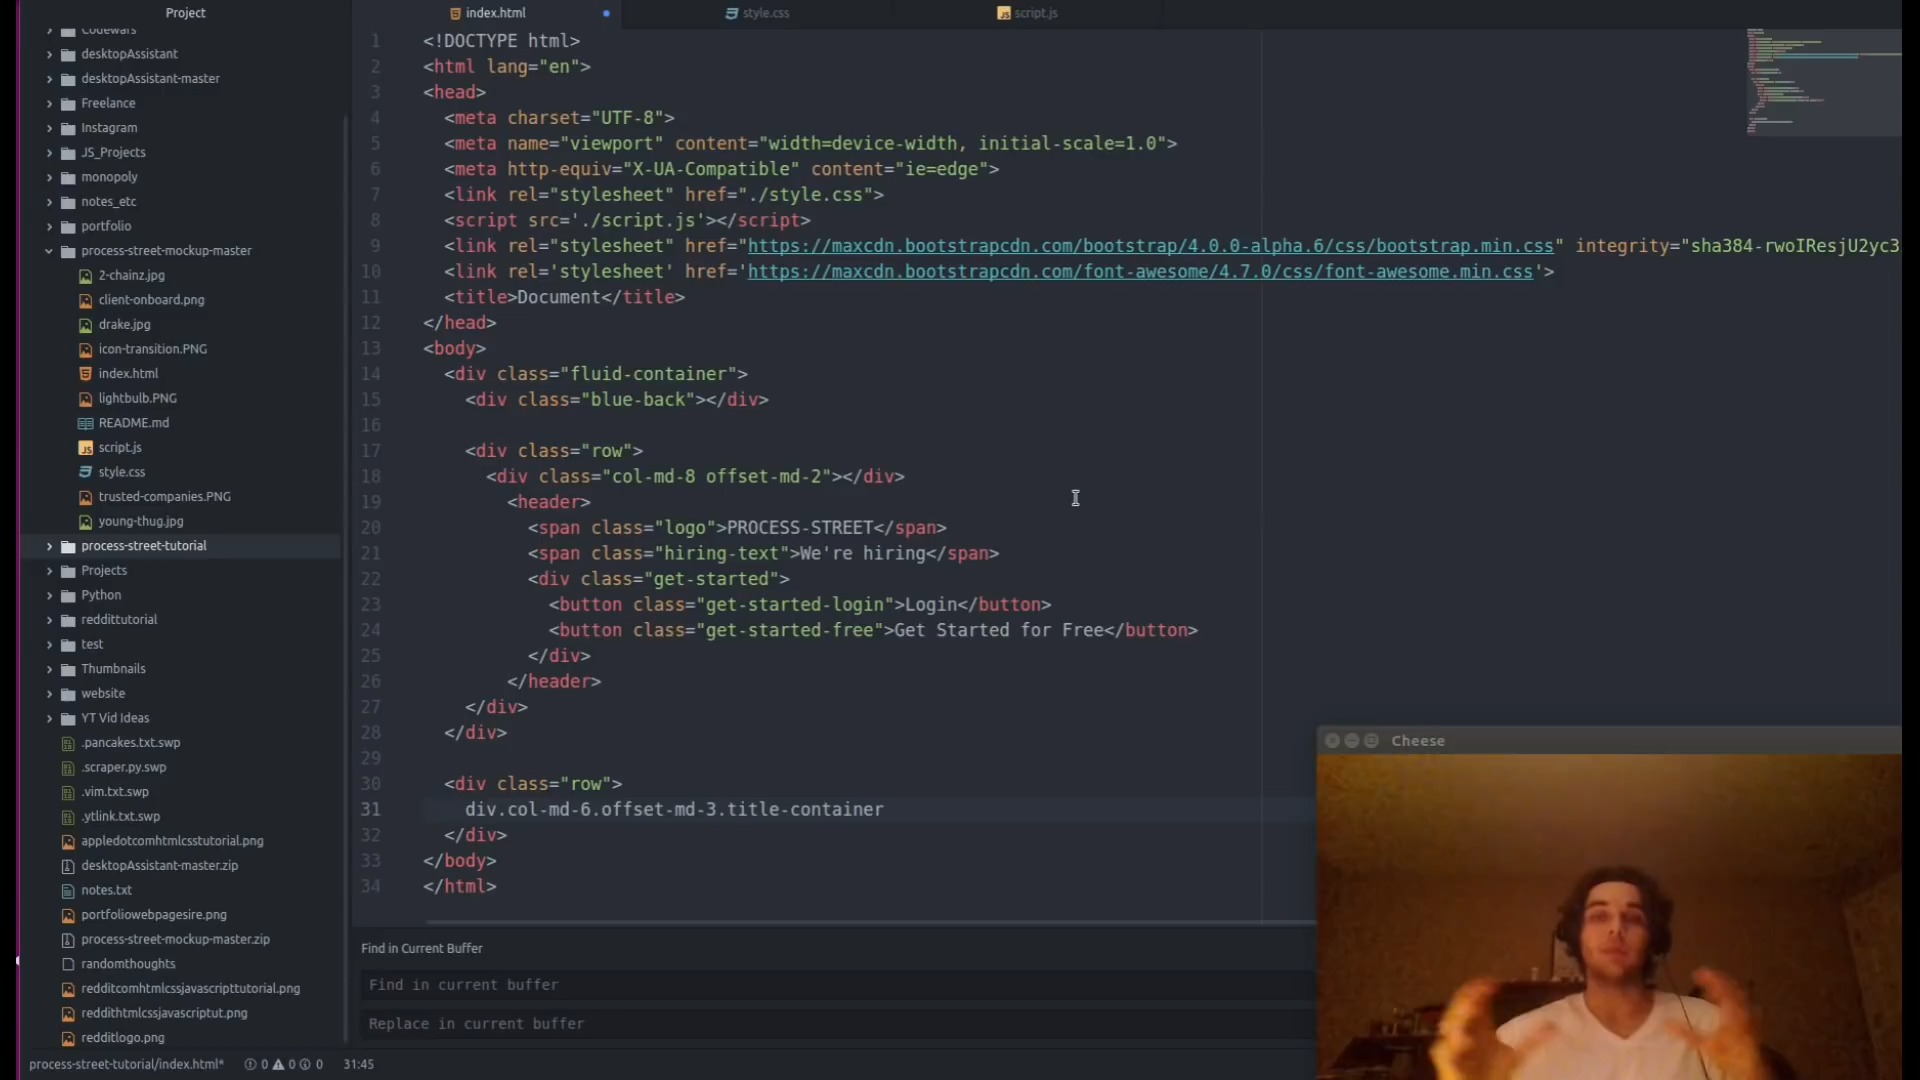 Project
Codewars
desktopAssistant
desktopAssistant-master
Freelance
Instagram
JS_Projects
monopoly
notes_etc
portfolio
process-street-mockup-master
2-chainz.jpg
client-onboard.png
drake.jpg
icon-transition.PNG
index.html
lightbulb.PNG
README.md
script.js
style.css
trusted-companies.PNG
young-thug.jpg
process-street-tutorial
Projects
Python
reddittutorial
test
Thumbnails
website
YT Vid Ideas
.pancakes.txt.swp
.scraper.py.swp
.vim.txt.swp
.ytlink.txt.swp
appledotcomhtmlcsstutorial.png
desktopAssistant-master.zip
notes.txt
portfoliowebpagesire.png
process-street-mockup-master.zip
randomthoughts
redditcomhtmlcssjavascripttutorial.png
reddithtmlcssjavascriptut.png
redditlogo.png
index.html
style.css
script.js
1 <!DOCTYPE html>
2 <html lang="en">
3 <head>
4 <meta charset="UTF-8">
5 <meta name="viewport" content="width=device-width, initial-scale=1.0">
6 <meta http-equiv="X-UA-Compatible" content="ie=edge">
7 <link rel="stylesheet" href="./style.css">
8 <script src='./script.js'></script>
9 <link rel="stylesheet" href="https://maxcdn.bootstrapcdn.com/bootstrap/4.0.0-alpha.6/css/bootstrap.min.css" integrity="sha384-rwoIResjU2yc3
10 <link rel='stylesheet' href='https://maxcdn.bootstrapcdn.com/font-awesome/4.7.0/css/font-awesome.min.css'>
11 <title>Document</title>
12 </head>
13 <body>
14 <div class="fluid-container">
15 <div class="blue-back"></div>
16
17 <div class="row">
18 <div class="col-md-8 offset-md-2"></div>
19 <header>
20 <span class="logo">PROCESS-STREET</span>
21 <span class="hiring-text">We're hiring</span>
22 <div class="get-started">
23 <button class="get-started-login">Login</button>
24 <button class="get-started-free">Get Started for Free</button>
25 </div>
26 </header>
27 </div>
28 </div>
29
30 <div class="row">
31 div.col-md-6.offset-md-3.title-container
32 </div>
33 </body>
34 </html>
Find in Current Buffer
Find in current buffer
Replace in current buffer
Cheese
process-street-tutorial/index.html* 0 0 0 31:45